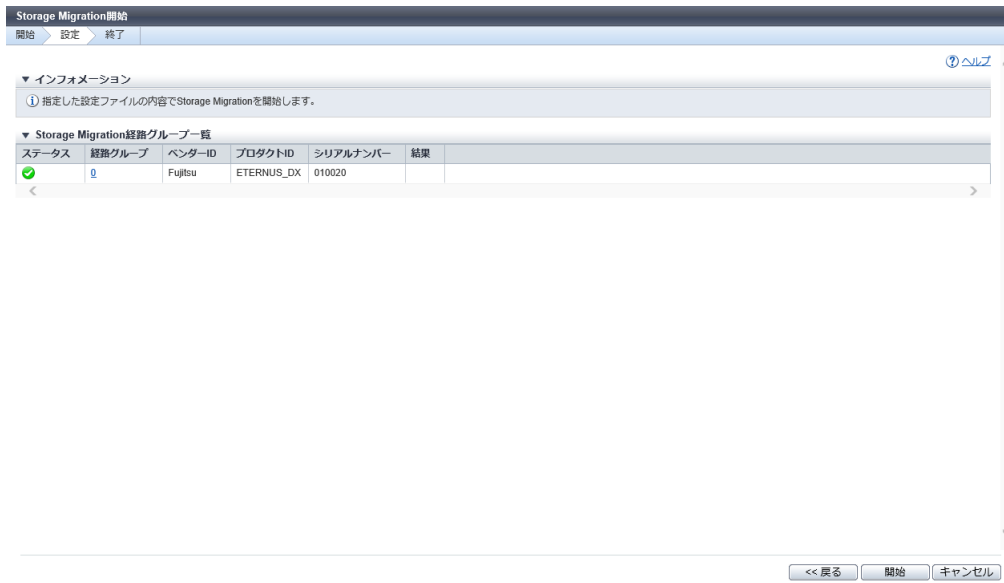 Storage Migration開始
開始 設定 終了
? ヘルプ
▼ インフォメーション
i 指定した設定ファイルの内容でStorage Migrationを開始します。
▼ Storage Migration経路グループ一覧
ステータス 経路グループ ベンダーID プロダクトID シリアルナンバー 結果
0 Fujitsu ETERNUS_DX 010020
<< 戻る 開始 キャンセル